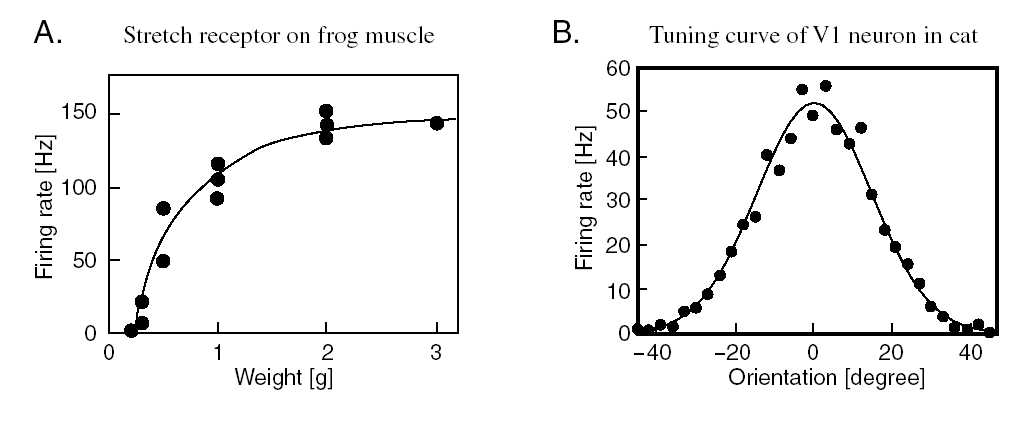 A. Stretch receptor on frog muscle
Firing rate [Hz]
150
100
50
0
0 1 2 3
Weight [g]
B. Tuning curve of V1 neuron in cat
Firing rate [Hz]
60
50
40
30
20
10
0
−40 −20 0 20 40
Orientation [degree]